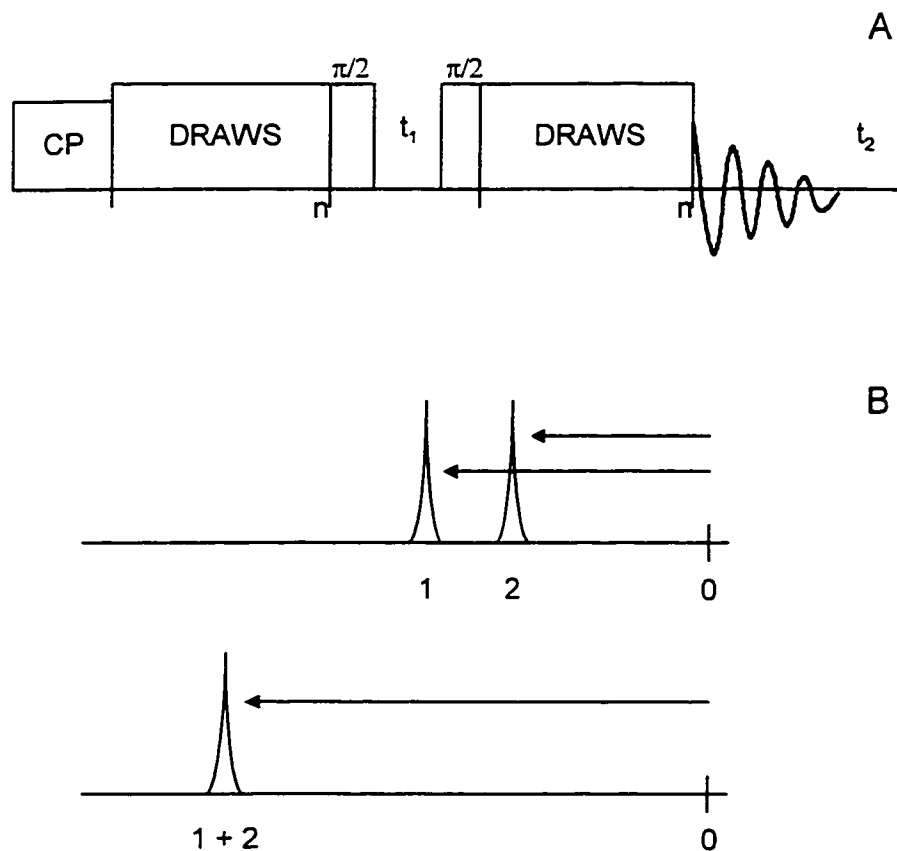 A
π/2 π/2
CP DRAWS t₁ DRAWS t₂
n n
B
1 2 0
1 + 2 0